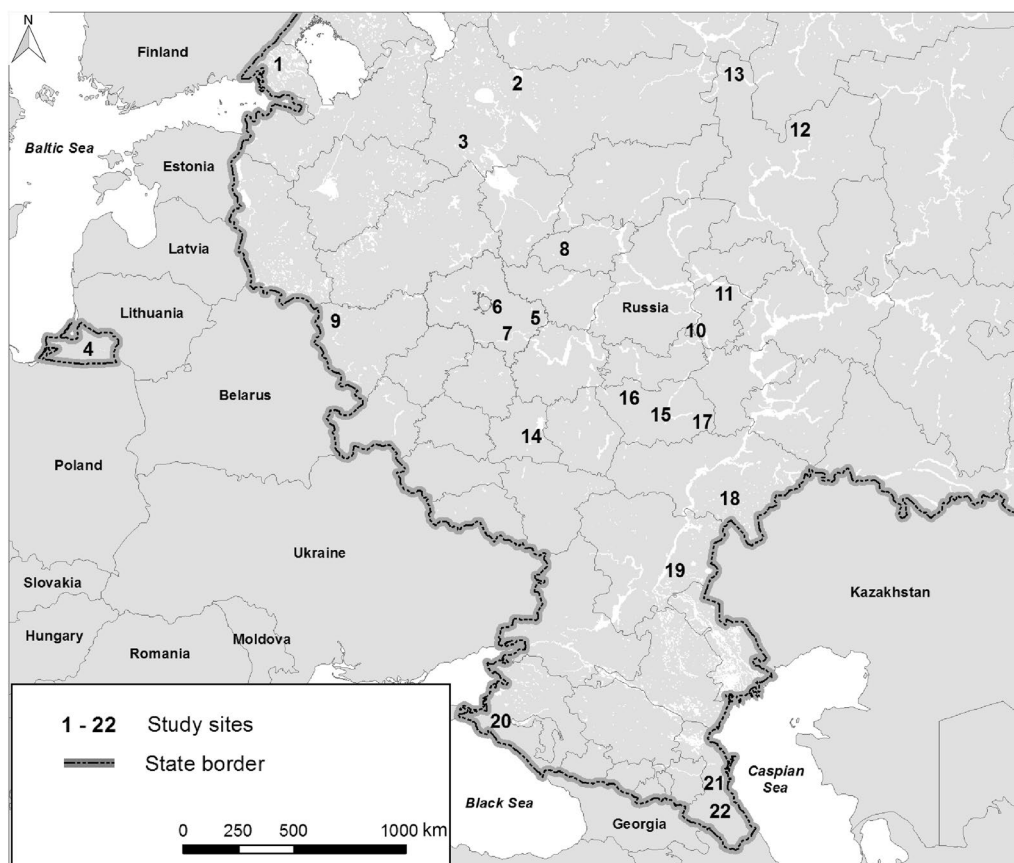 N
Finland
1
2
13
12
Baltic Sea
3
Estonia
Latvia
8
Lithuania
6
5
7
Russia
11
10
9
4
Belarus
16
15
17
14
Poland
18
Ukraine
19
Slovakia
Kazakhstan
Hungary
Moldova
Romania
20
1 - 22 Study sites
State border
21
Caspian
Sea
22
Black Sea
Georgia
0 250 500 1000 km